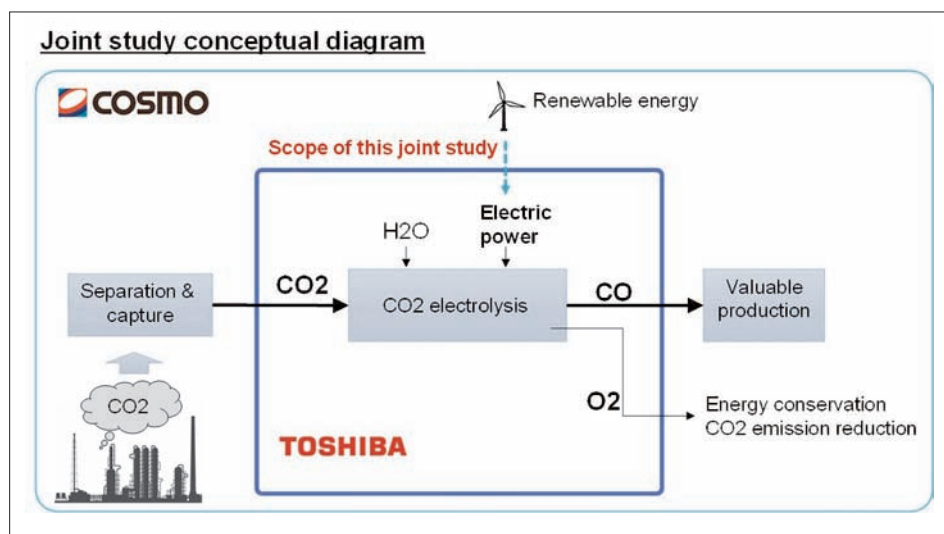 Joint study conceptual diagram
COSMO
Renewable energy
Scope of this joint study
Electric
power
H2O
CO2
Separation &
capture
CO2 electrolysis
CO
Valuable
production
CO2
O2
Energy conservation
CO2 emission reduction
TOSHIBA